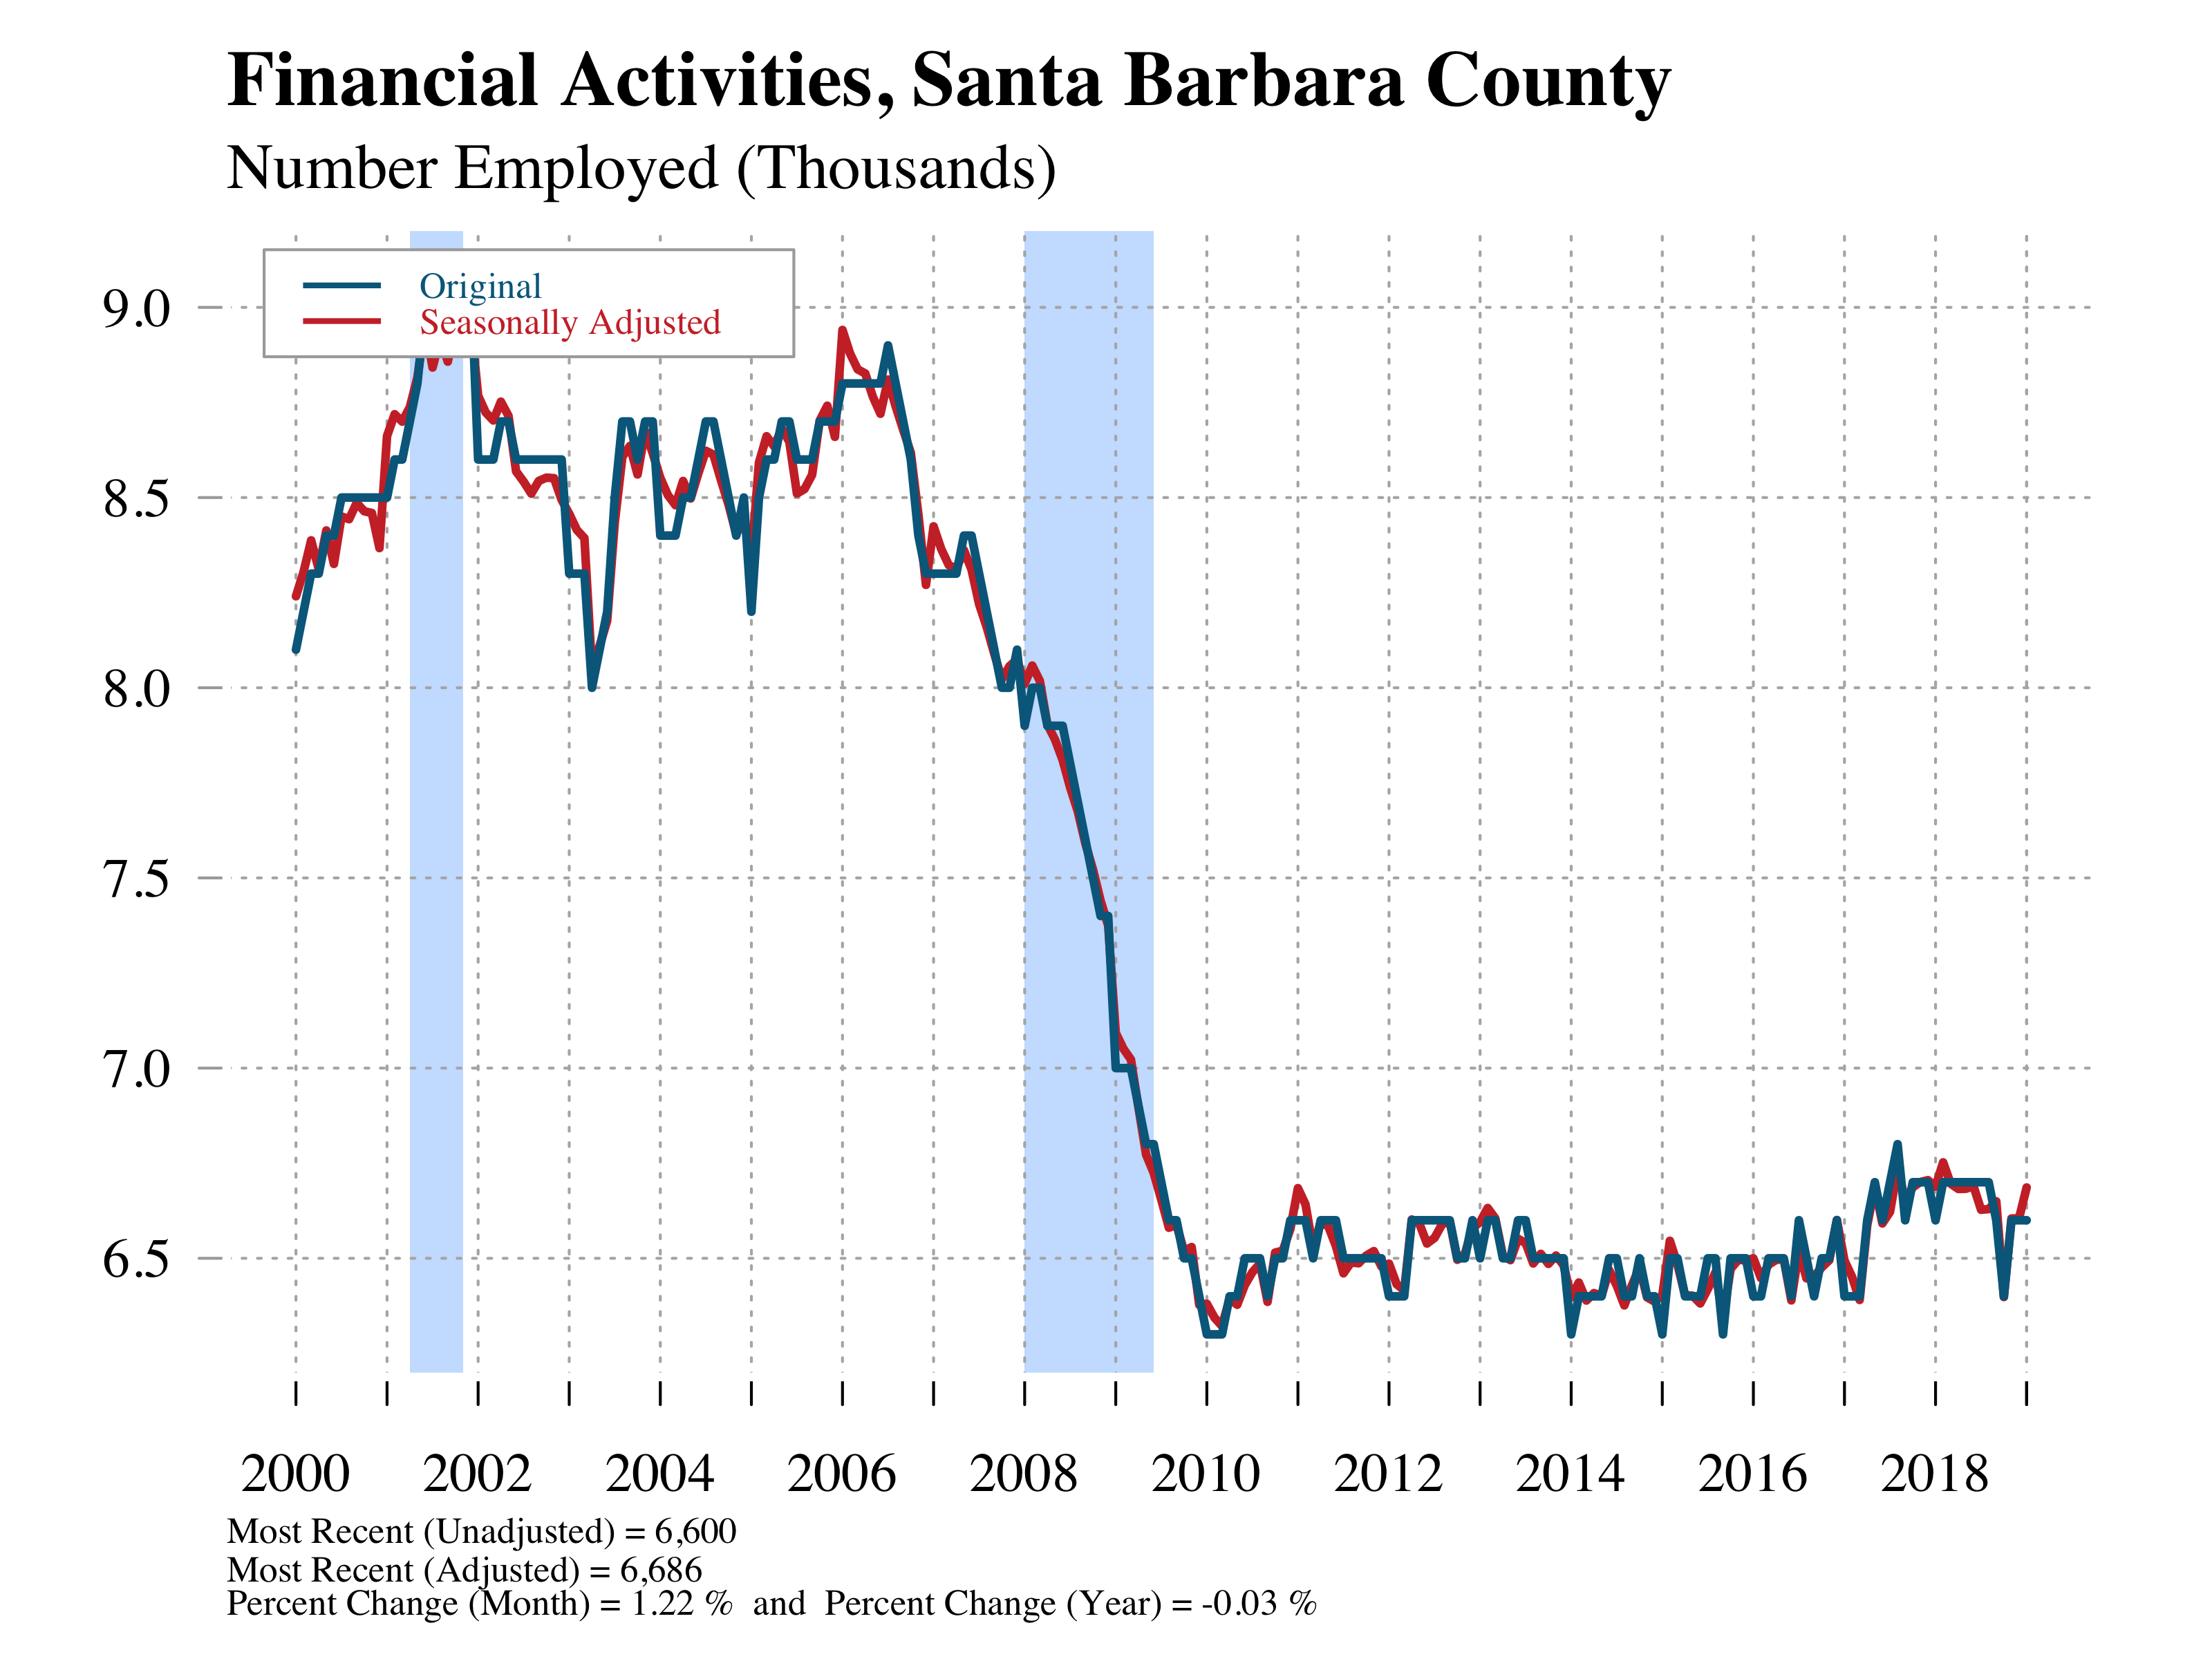 Financial Activities, Santa Barbara County
Number Employed (Thousands)
Original
Seasonally Adjusted
9.0
8.5
8.0
7.5
7.0
6.5
2000 2002 2004 2006 2008 2010 2012 2014 2016 2018
Most Recent (Unadjusted) = 6,600
Most Recent (Adjusted) = 6,686
Percent Change (Month) = 1.22 % and Percent Change (Year) = -0.03 %